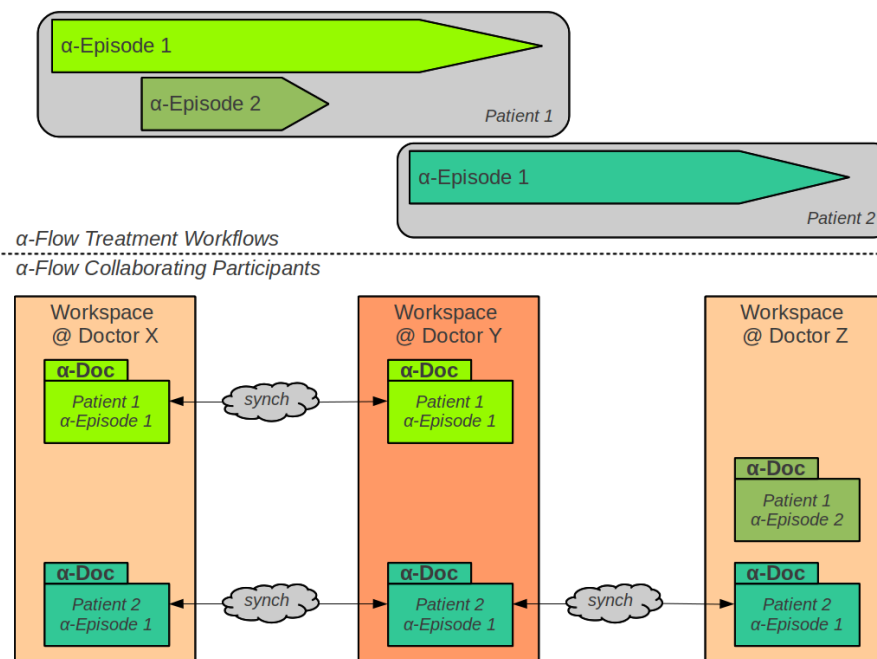 α-Episode 1
α-Episode 2
Patient 1
α-Episode 1
Patient 2
α-Flow Treatment Workflows
α-Flow Collaborating Participants
Workspace
@ Doctor X
Workspace
@ Doctor Y
Workspace
@ Doctor Z
α-Doc
Patient 1
α-Episode 1
synch
α-Doc
Patient 1
α-Episode 1
α-Doc
Patient 1
α-Episode 2
α-Doc
Patient 2
α-Episode 1
synch
α-Doc
Patient 2
α-Episode 1
synch
α-Doc
Patient 2
α-Episode 1